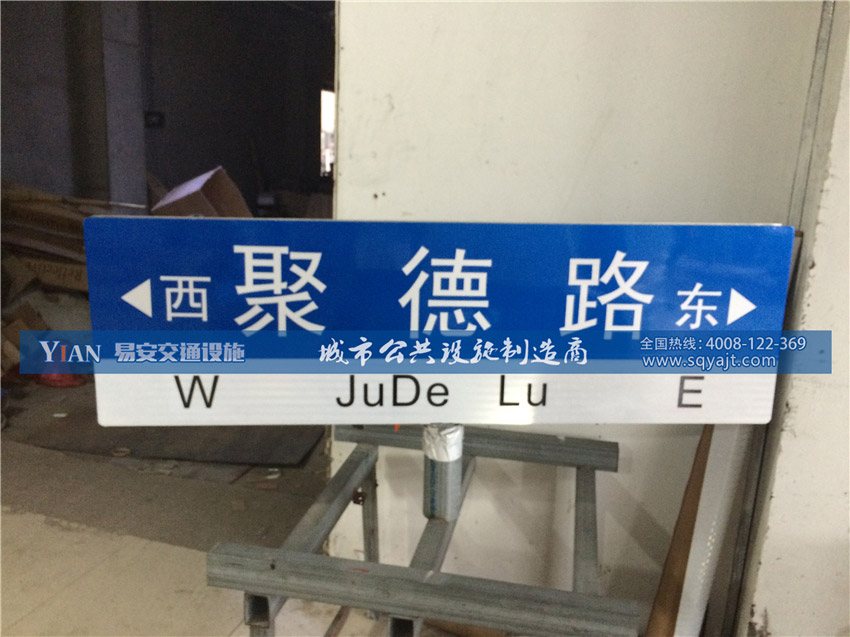 ◀西 聚德路 东▶
YIAN 易安交通设施 城市公共设施制造商 全国热线:4008-122-369
www.sqyajt.com
W JuDe Lu E
Reflective